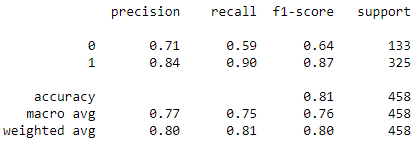 precision recall f1-score support
0 0.71 0.59 0.64 133
1 0.84 0.90 0.87 325
accuracy 0.81 458
macro avg 0.77 0.75 0.76 458
weighted avg 0.80 0.81 0.80 458